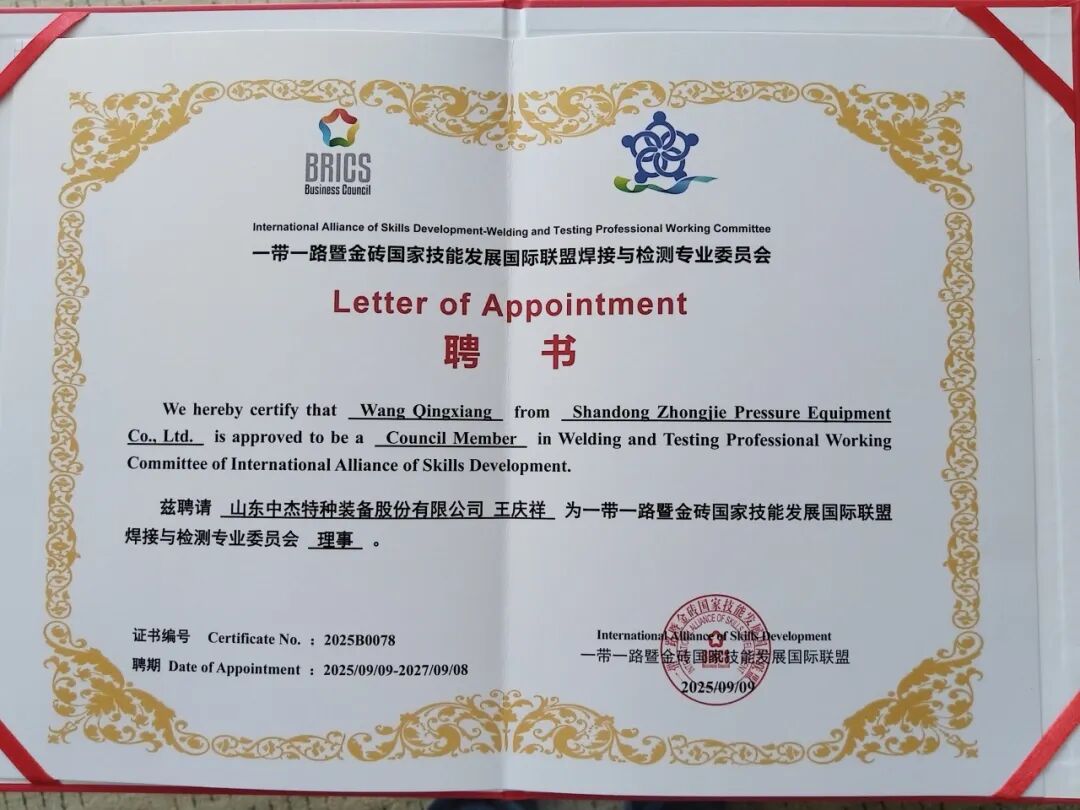 BRICS
Business Council
International Alliance of Skills Development-Welding and Testing Professional Working Committee
一带一路暨金砖国家技能发展国际联盟焊接与检测专业委员会
Letter of Appointment
聘 书
We hereby certify that Wang Qingxiang from Shandong Zhongjie Pressure Equipment
Co., Ltd. is approved to be a Council Member in Welding and Testing Professional Working
Committee of International Alliance of Skills Development.
兹聘请 山东中杰特种装备股份有限公司 王庆祥 为一带一路暨金砖国家技能发展国际联盟
焊接与检测专业委员会 理事 。
证书编号 Certificate No. : 2025B0078
聘期 Date of Appointment : 2025/09/09-2027/09/08
International Alliance of Skills Development
一带一路暨金砖国家技能发展国际联盟
2025/09/09